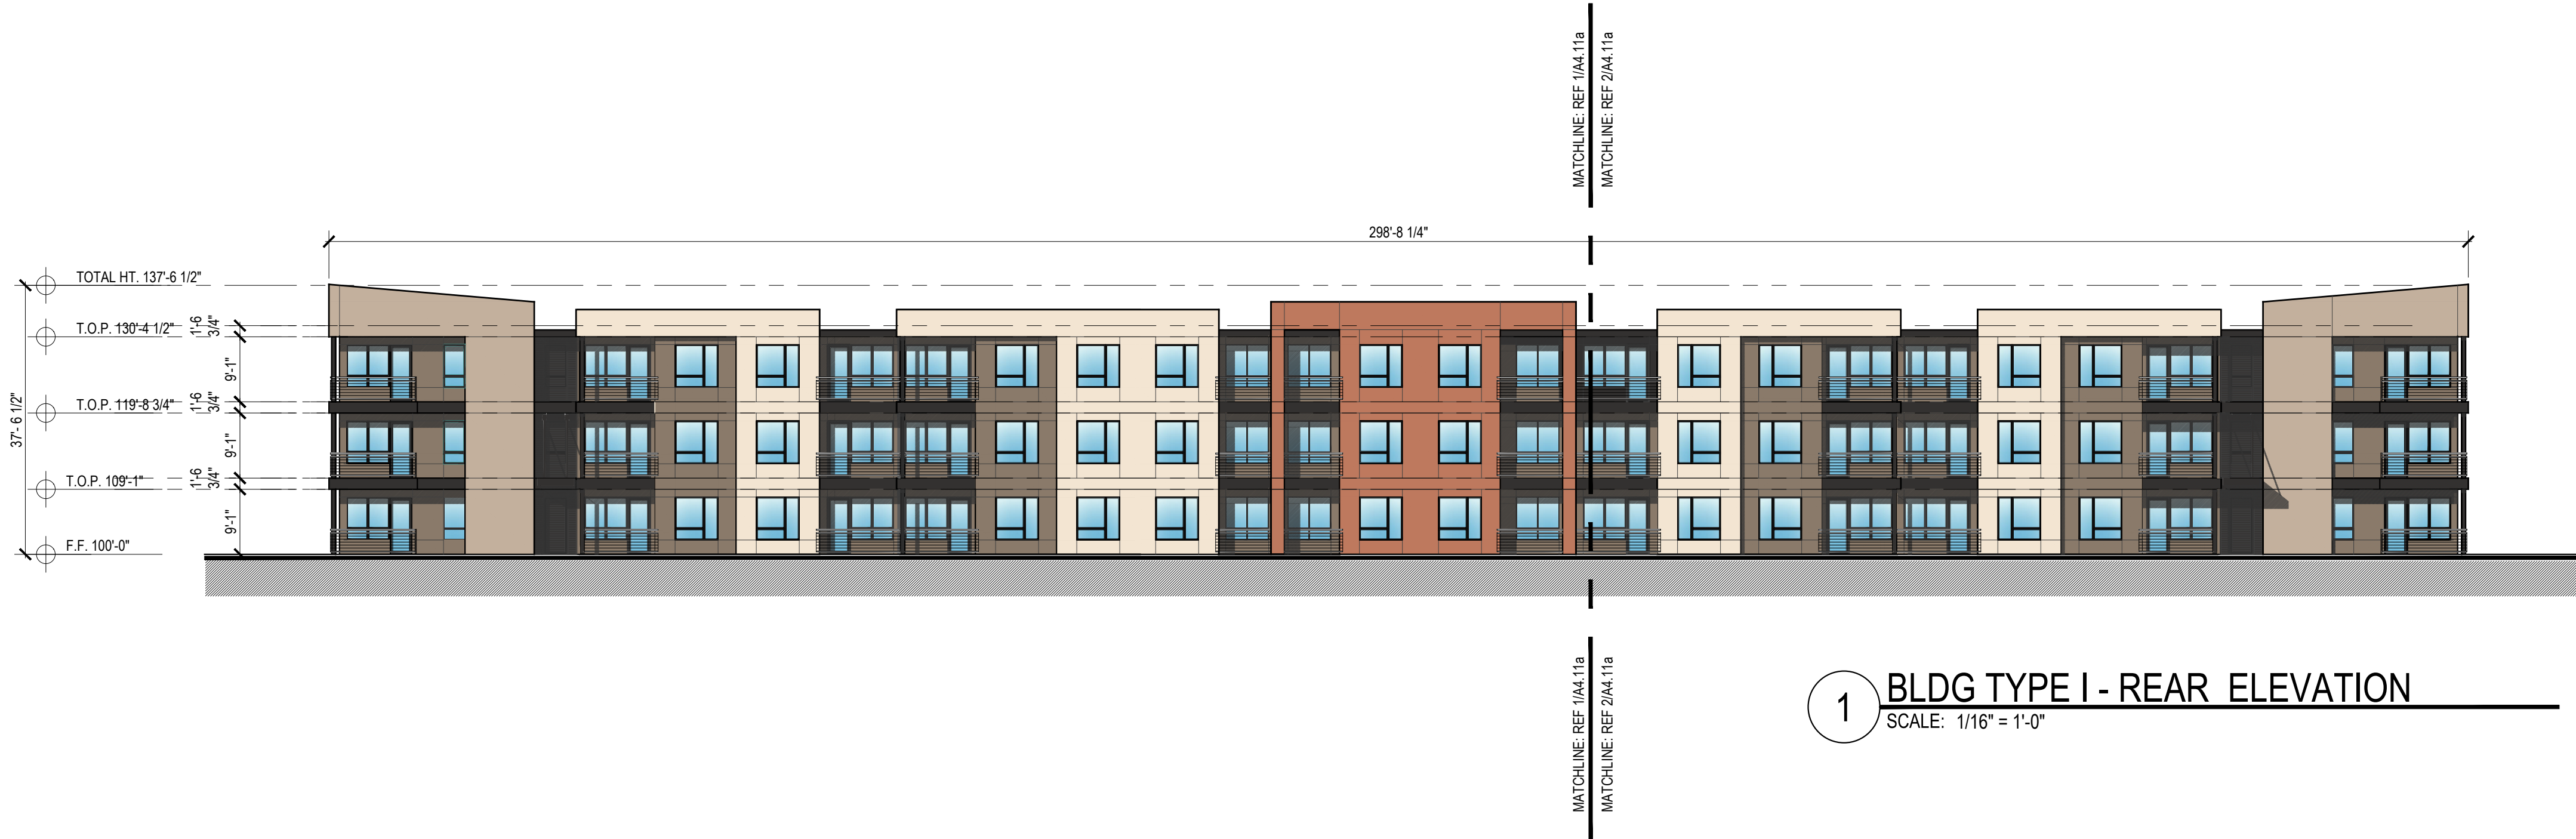 MATCHLINE: REF 1/A4.11a
MATCHLINE: REF 2/A4.11a
298'-8 1/4"
TOTAL HT. 137'-6 1/2"
T.O.P. 130'-4 1/2"
1'-6
3/4"
9'-1"
T.O.P. 119'-8 3/4"
1'-6
3/4"
37'- 6 1/2"
9'-1"
T.O.P. 109'-1"
1'-6
3/4"
9'-1"
F.F. 100'-0"
MATCHLINE: REF 1/A4.11a
MATCHLINE: REF 2/A4.11a
1
BLDG TYPE I - REAR ELEVATION
SCALE: 1/16" = 1'-0"